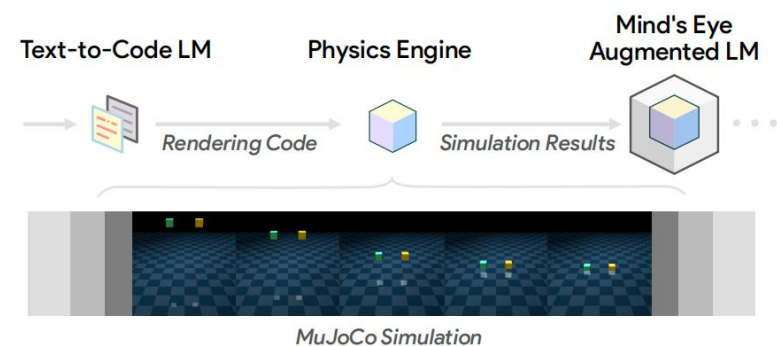 Text-to-Code LM
Physics Engine
Mind's Eye
Augmented LM
Rendering Code
Simulation Results
MuJoCo Simulation